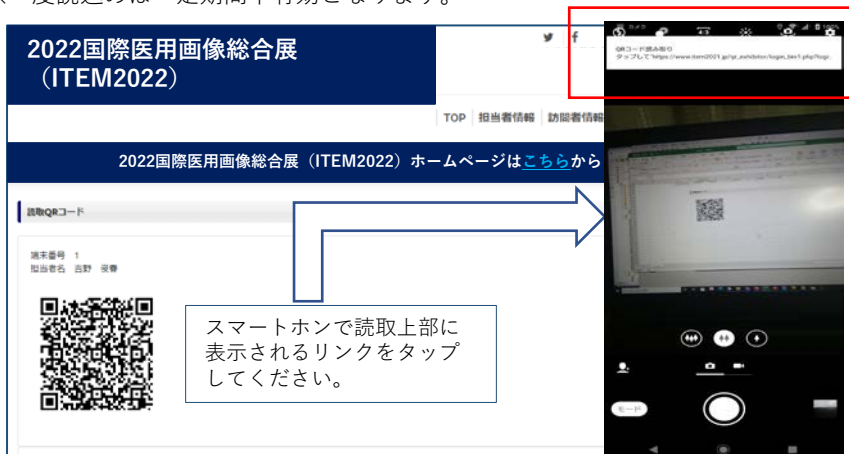 2022国際医用画像総合展
（ITEM2022）
TOP 担当者情報 訪問者情報
2022国際医用画像総合展（ITEM2022）ホームページはこちらから
読取QRコード
端末番号 1
担当者名 吉野
スマートホンで読取上部に
表示されるリンクをタップ
してください。
カメラ
QRコード読み取り
モード